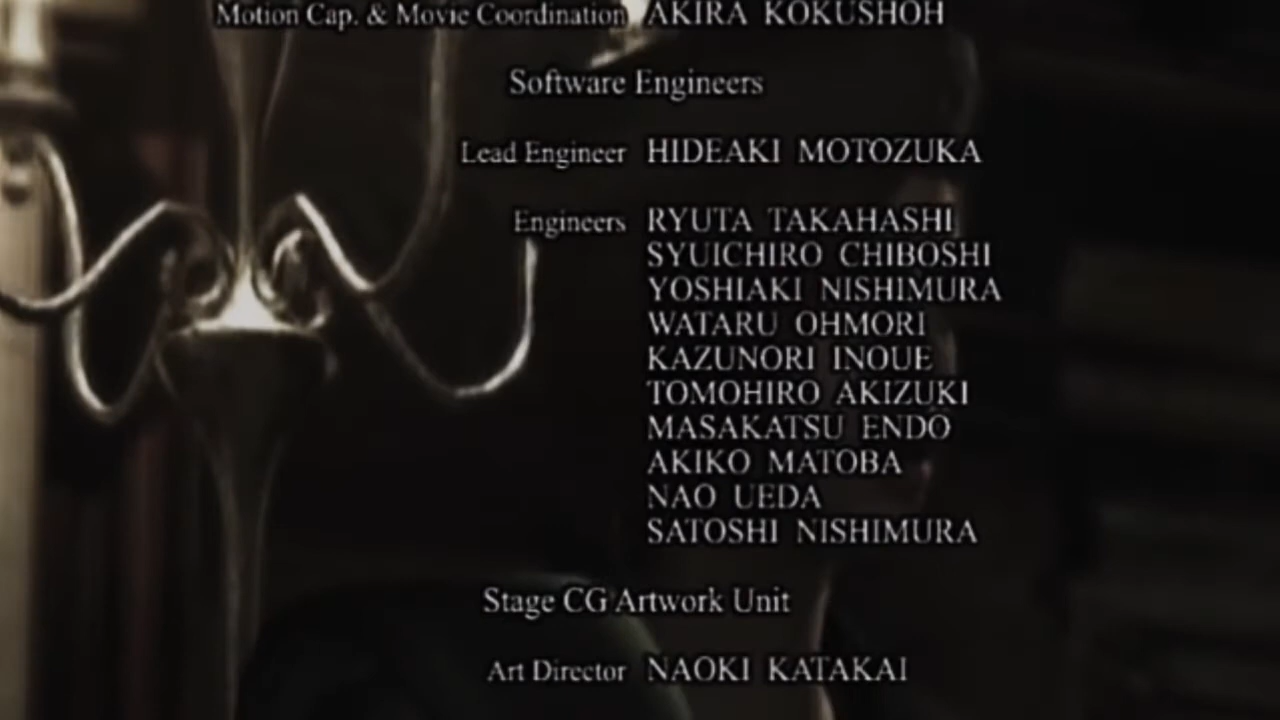 Motion Cap. & Movie Coordination AKIRA KOKUSHOH
Software Engineers
Lead Engineer HIDEAKI MOTOZUKA
Engineers RYUTA TAKAHASHI
SYUICHIRO CHIBOSHI
YOSHIAKI NISHIMURA
WATARU OHMORI
KAZUNORI INOUE
TOMOHIRO AKIZUKI
MASAKATSU ENDO
AKIKO MATOBA
NAO UEDA
SATOSHI NISHIMURA
Stage CG Artwork Unit
Art Director NAOKI KATAKAI